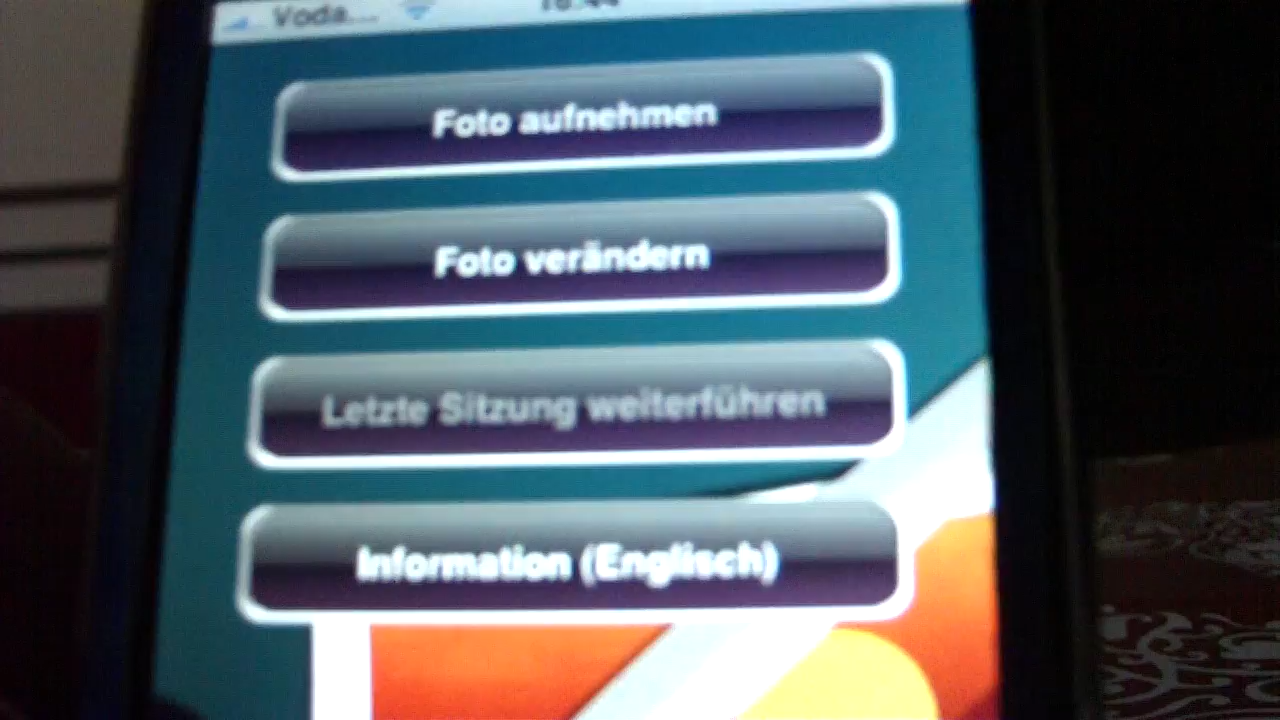 Voda...
Foto aufnehmen
Foto verändern
Letzte Sitzung weiterführen
Information (Englisch)